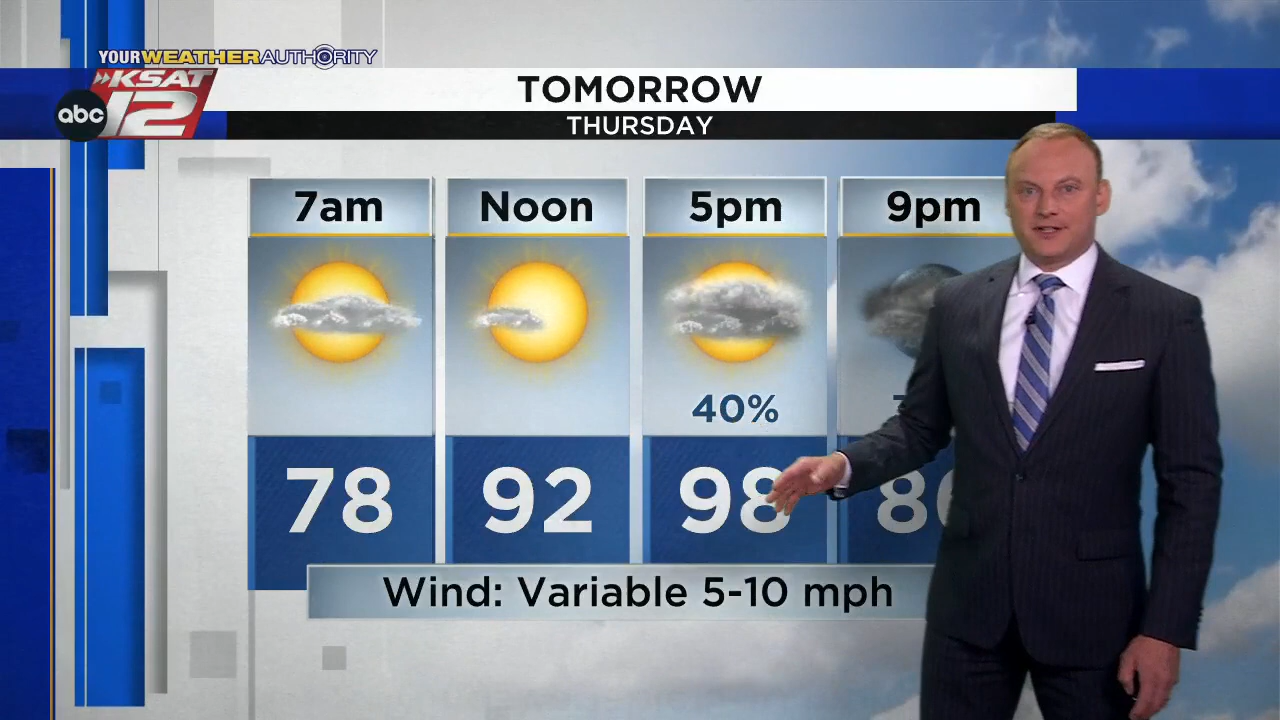 YOURWEATHERAUTHORITY
KSAT
abc 12
TOMORROW
THURSDAY
7am Noon 5pm 9pm
40%
78 92 98
Wind: Variable 5-10 mph